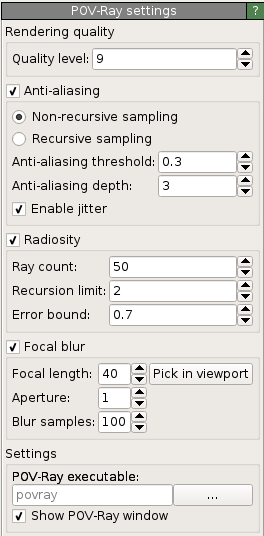 POV-Ray settings ?
Rendering quality
Quality level: 9
Anti-aliasing
Non-recursive sampling
Recursive sampling
Anti-aliasing threshold: 0.3
Anti-aliasing depth: 3
Enable jitter
Radiosity
Ray count: 50
Recursion limit: 2
Error bound: 0.7
Focal blur
Focal length: 40 Pick in viewport
Aperture: 1
Blur samples: 100
Settings
POV-Ray executable:
povray ...
Show POV-Ray window